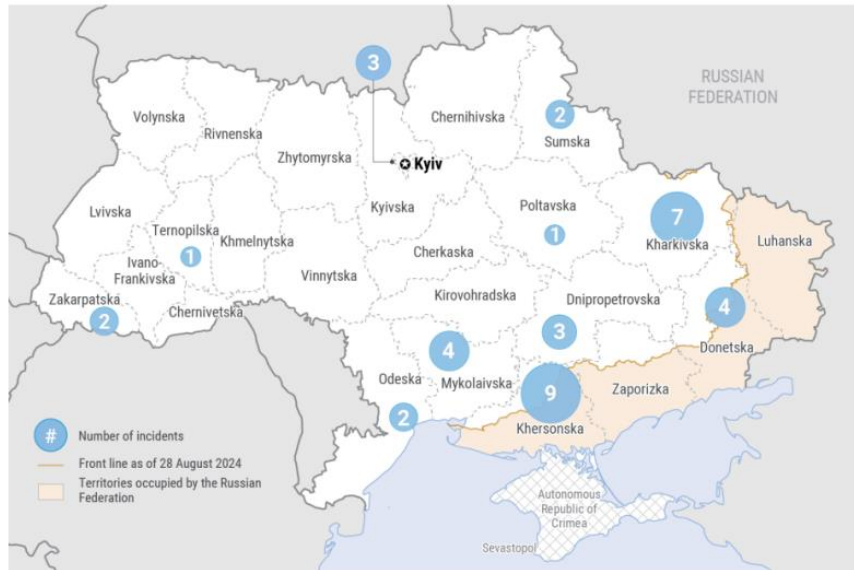 3
RUSSIAN
FEDERATION
Volynska
Rivnenska
Chernihivska
2
Sumska
Zhytomyrska
Kyiv
Lvivska
Kyivska
Poltavska
7
Ternopilska
1
Khmelnytska
1
Kharkivska
Luhanska
Ivano-
Frankivska
Cherkaska
Vinnytska
Zakarpatska
2
Chernivetska
Kirovohradska
Dnipropetrovska
4
3
Donetska
4
Odeska
Mykolaivska
9
Zaporizka
2
Khersonska
# Number of incidents
Front line as of 28 August 2024
Territories occupied by the Russian
Federation
Autonomous
Republic of
Crimea
Sevastopol